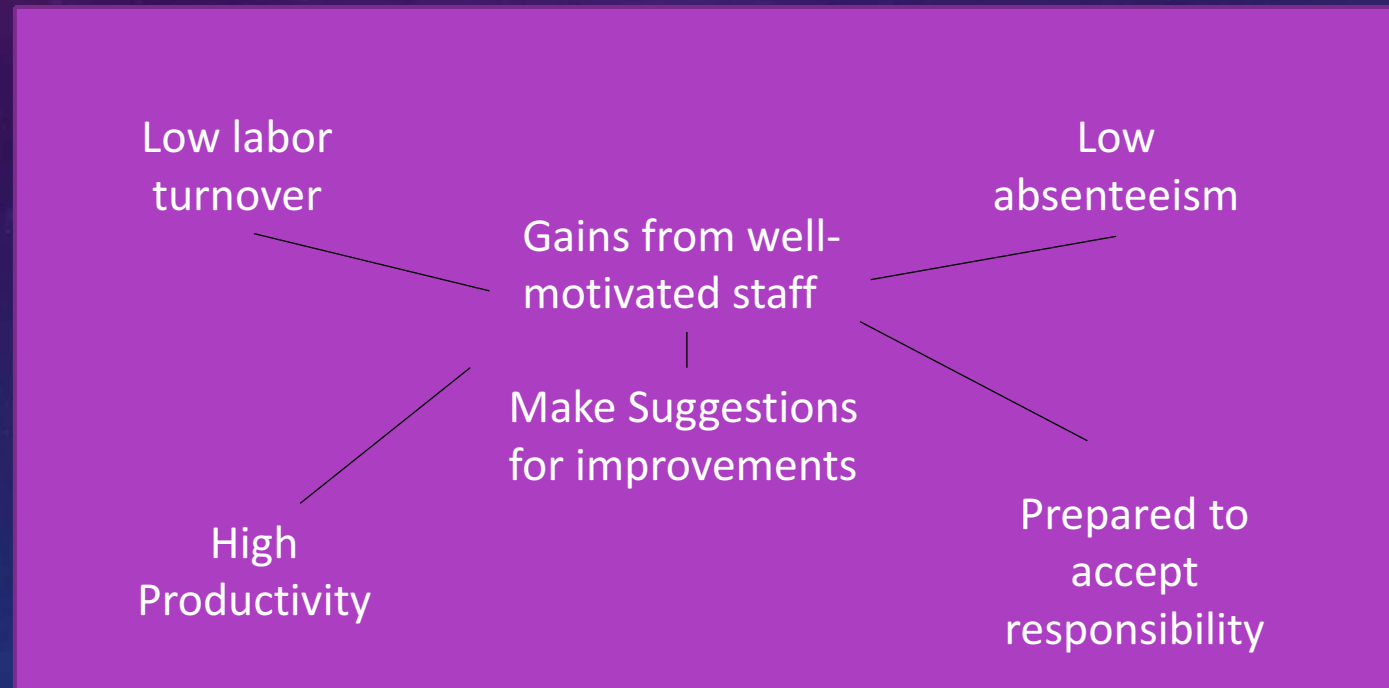 Low labor
turnover
Low
absenteeism
Gains from well-
motivated staff
Make Suggestions
for improvements
High
Productivity
Prepared to
accept
responsibility